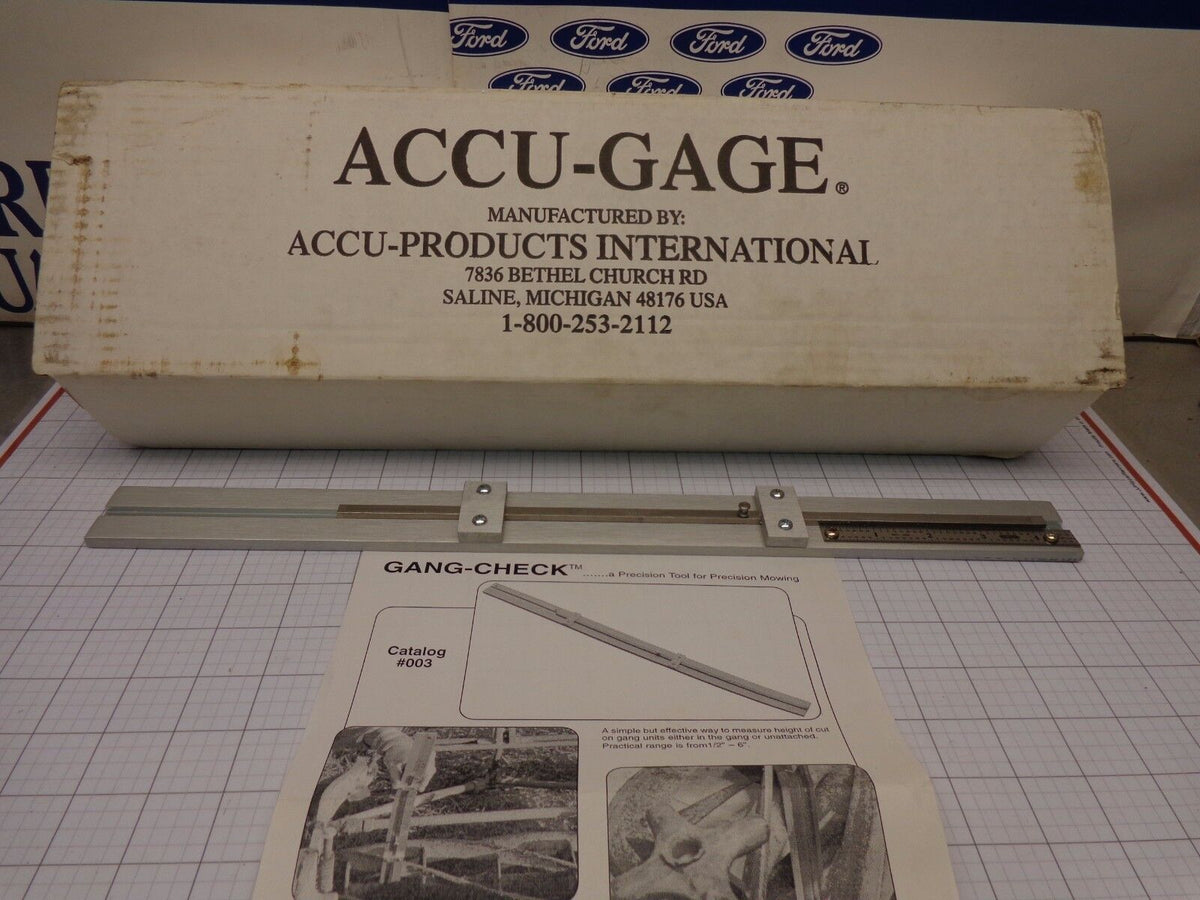 Ford Ford Ford Ford
Ford Ford Ford
ACCU-GAGE®
MANUFACTURED BY:
ACCU-PRODUCTS INTERNATIONAL
7836 BETHEL CHURCH RD
SALINE, MICHIGAN 48176 USA
1-800-253-2112
1 2 3
GANG-CHECK™ .......a Precision Tool for Precision Mowing
Catalog
#003
A simple but effective way to measure height of cut
on gang units either in the gang or unattached.
Practical range is from1/2" – 6".